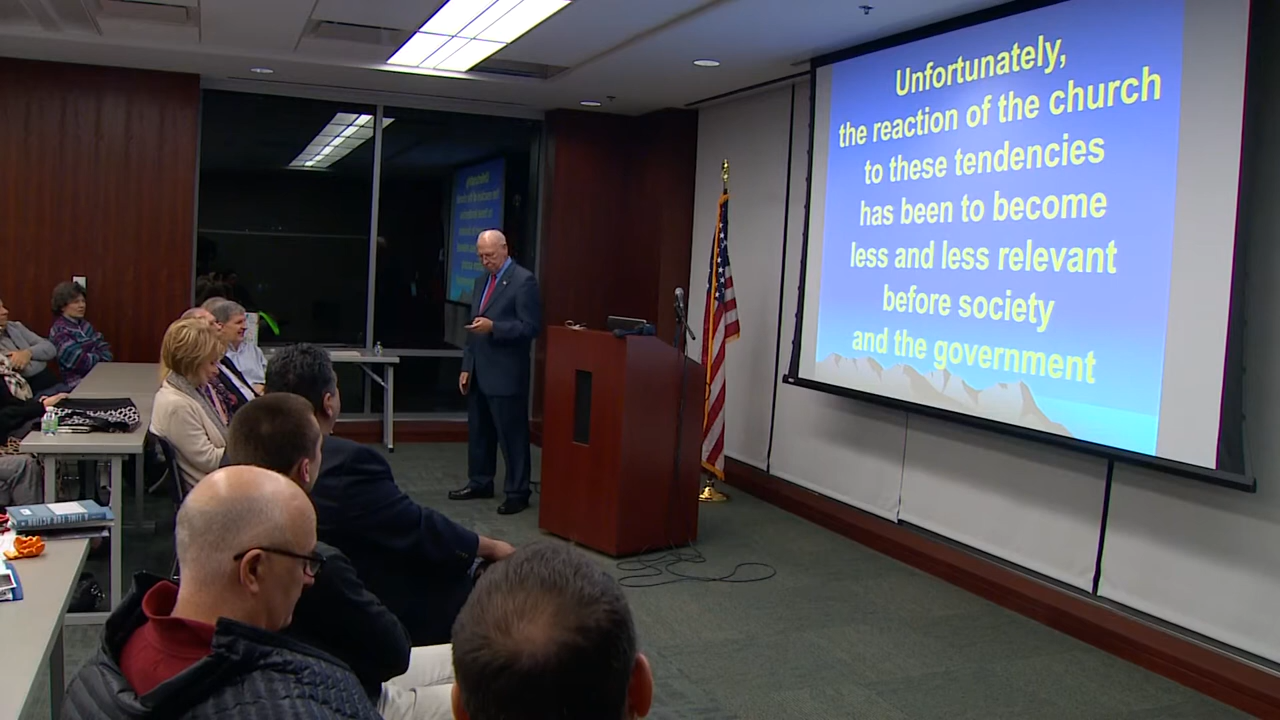 Unfortunately,
the reaction of the church
to these tendencies
has been to become
less and less relevant
before society
and the government